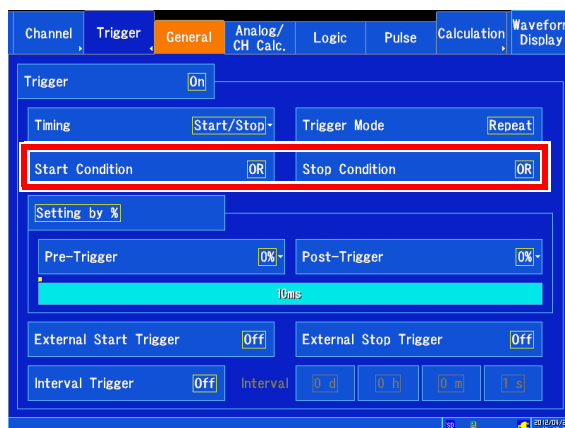 Channel Trigger General Analog/ CH Calc. Logic Pulse Calculation Waveform Display
Trigger On
Timing Start/Stop Trigger Mode Repeat
Start Condition OR Stop Condition OR
Setting by %
Pre-Trigger 0% Post-Trigger 0%
10ms
External Start Trigger Off External Stop Trigger Off
Interval Trigger Off Interval 0 d 0 h 0 m 1 s
SD